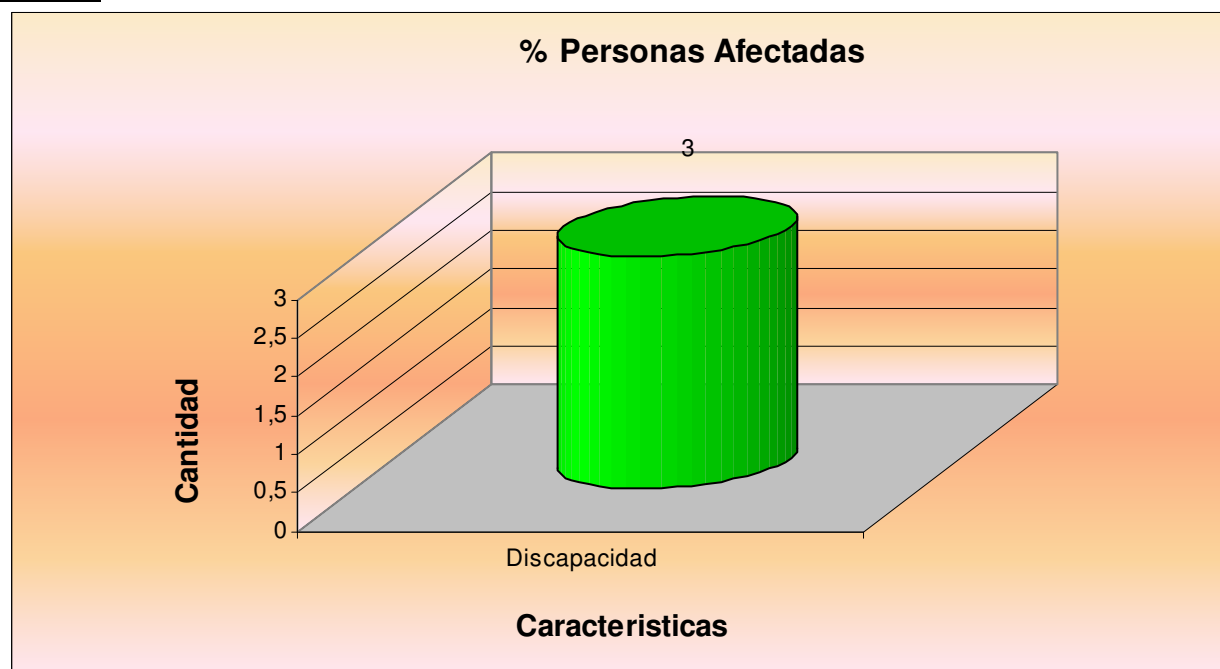 % Personas Afectadas
3
3
2,5
2
1,5
1
0,5
0
Cantidad
Discapacidad
Caracteristicas